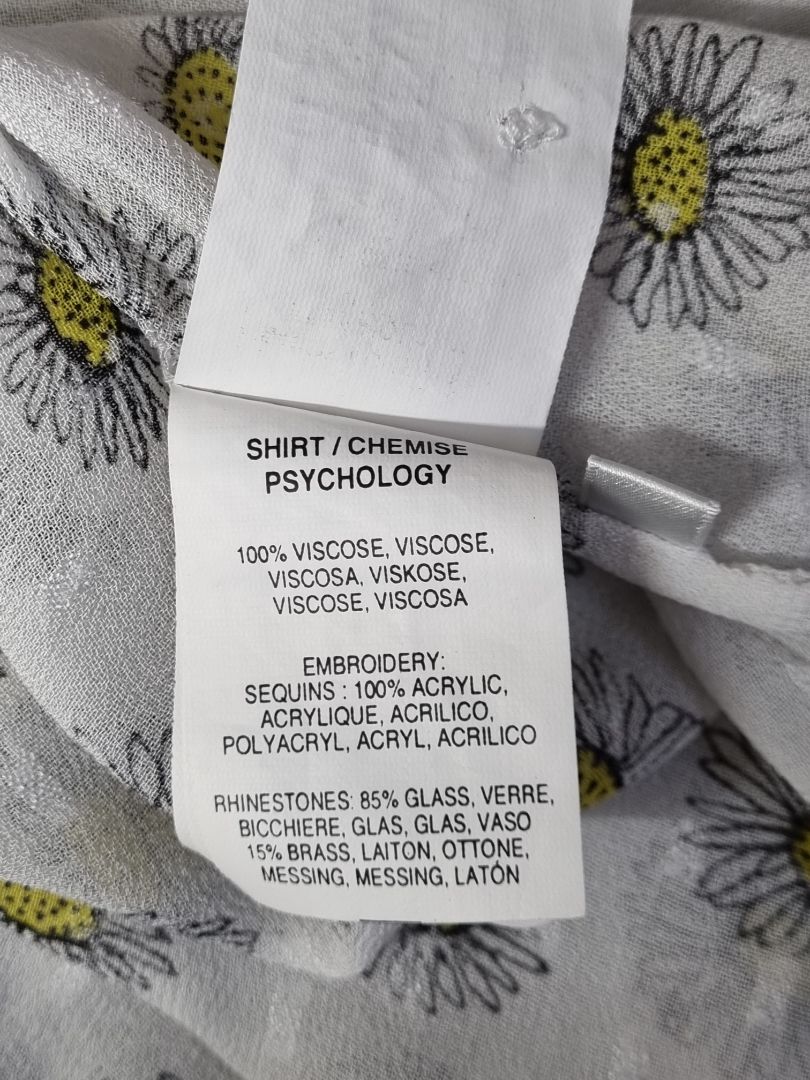 SHIRT / CHEMISE
PSYCHOLOGY
100% VISCOSE, VISCOSE,
VISCOSA, VISKOSE,
VISCOSE, VISCOSA
EMBROIDERY:
SEQUINS : 100% ACRYLIC,
ACRYLIQUE, ACRILICO,
POLYACRYL, ACRYL, ACRILICO
RHINESTONES: 85% GLASS, VERRE,
BICCHIERE, GLAS, GLAS, VASO
15% BRASS, LAITON, OTTONE,
MESSING, MESSING, LATÓN